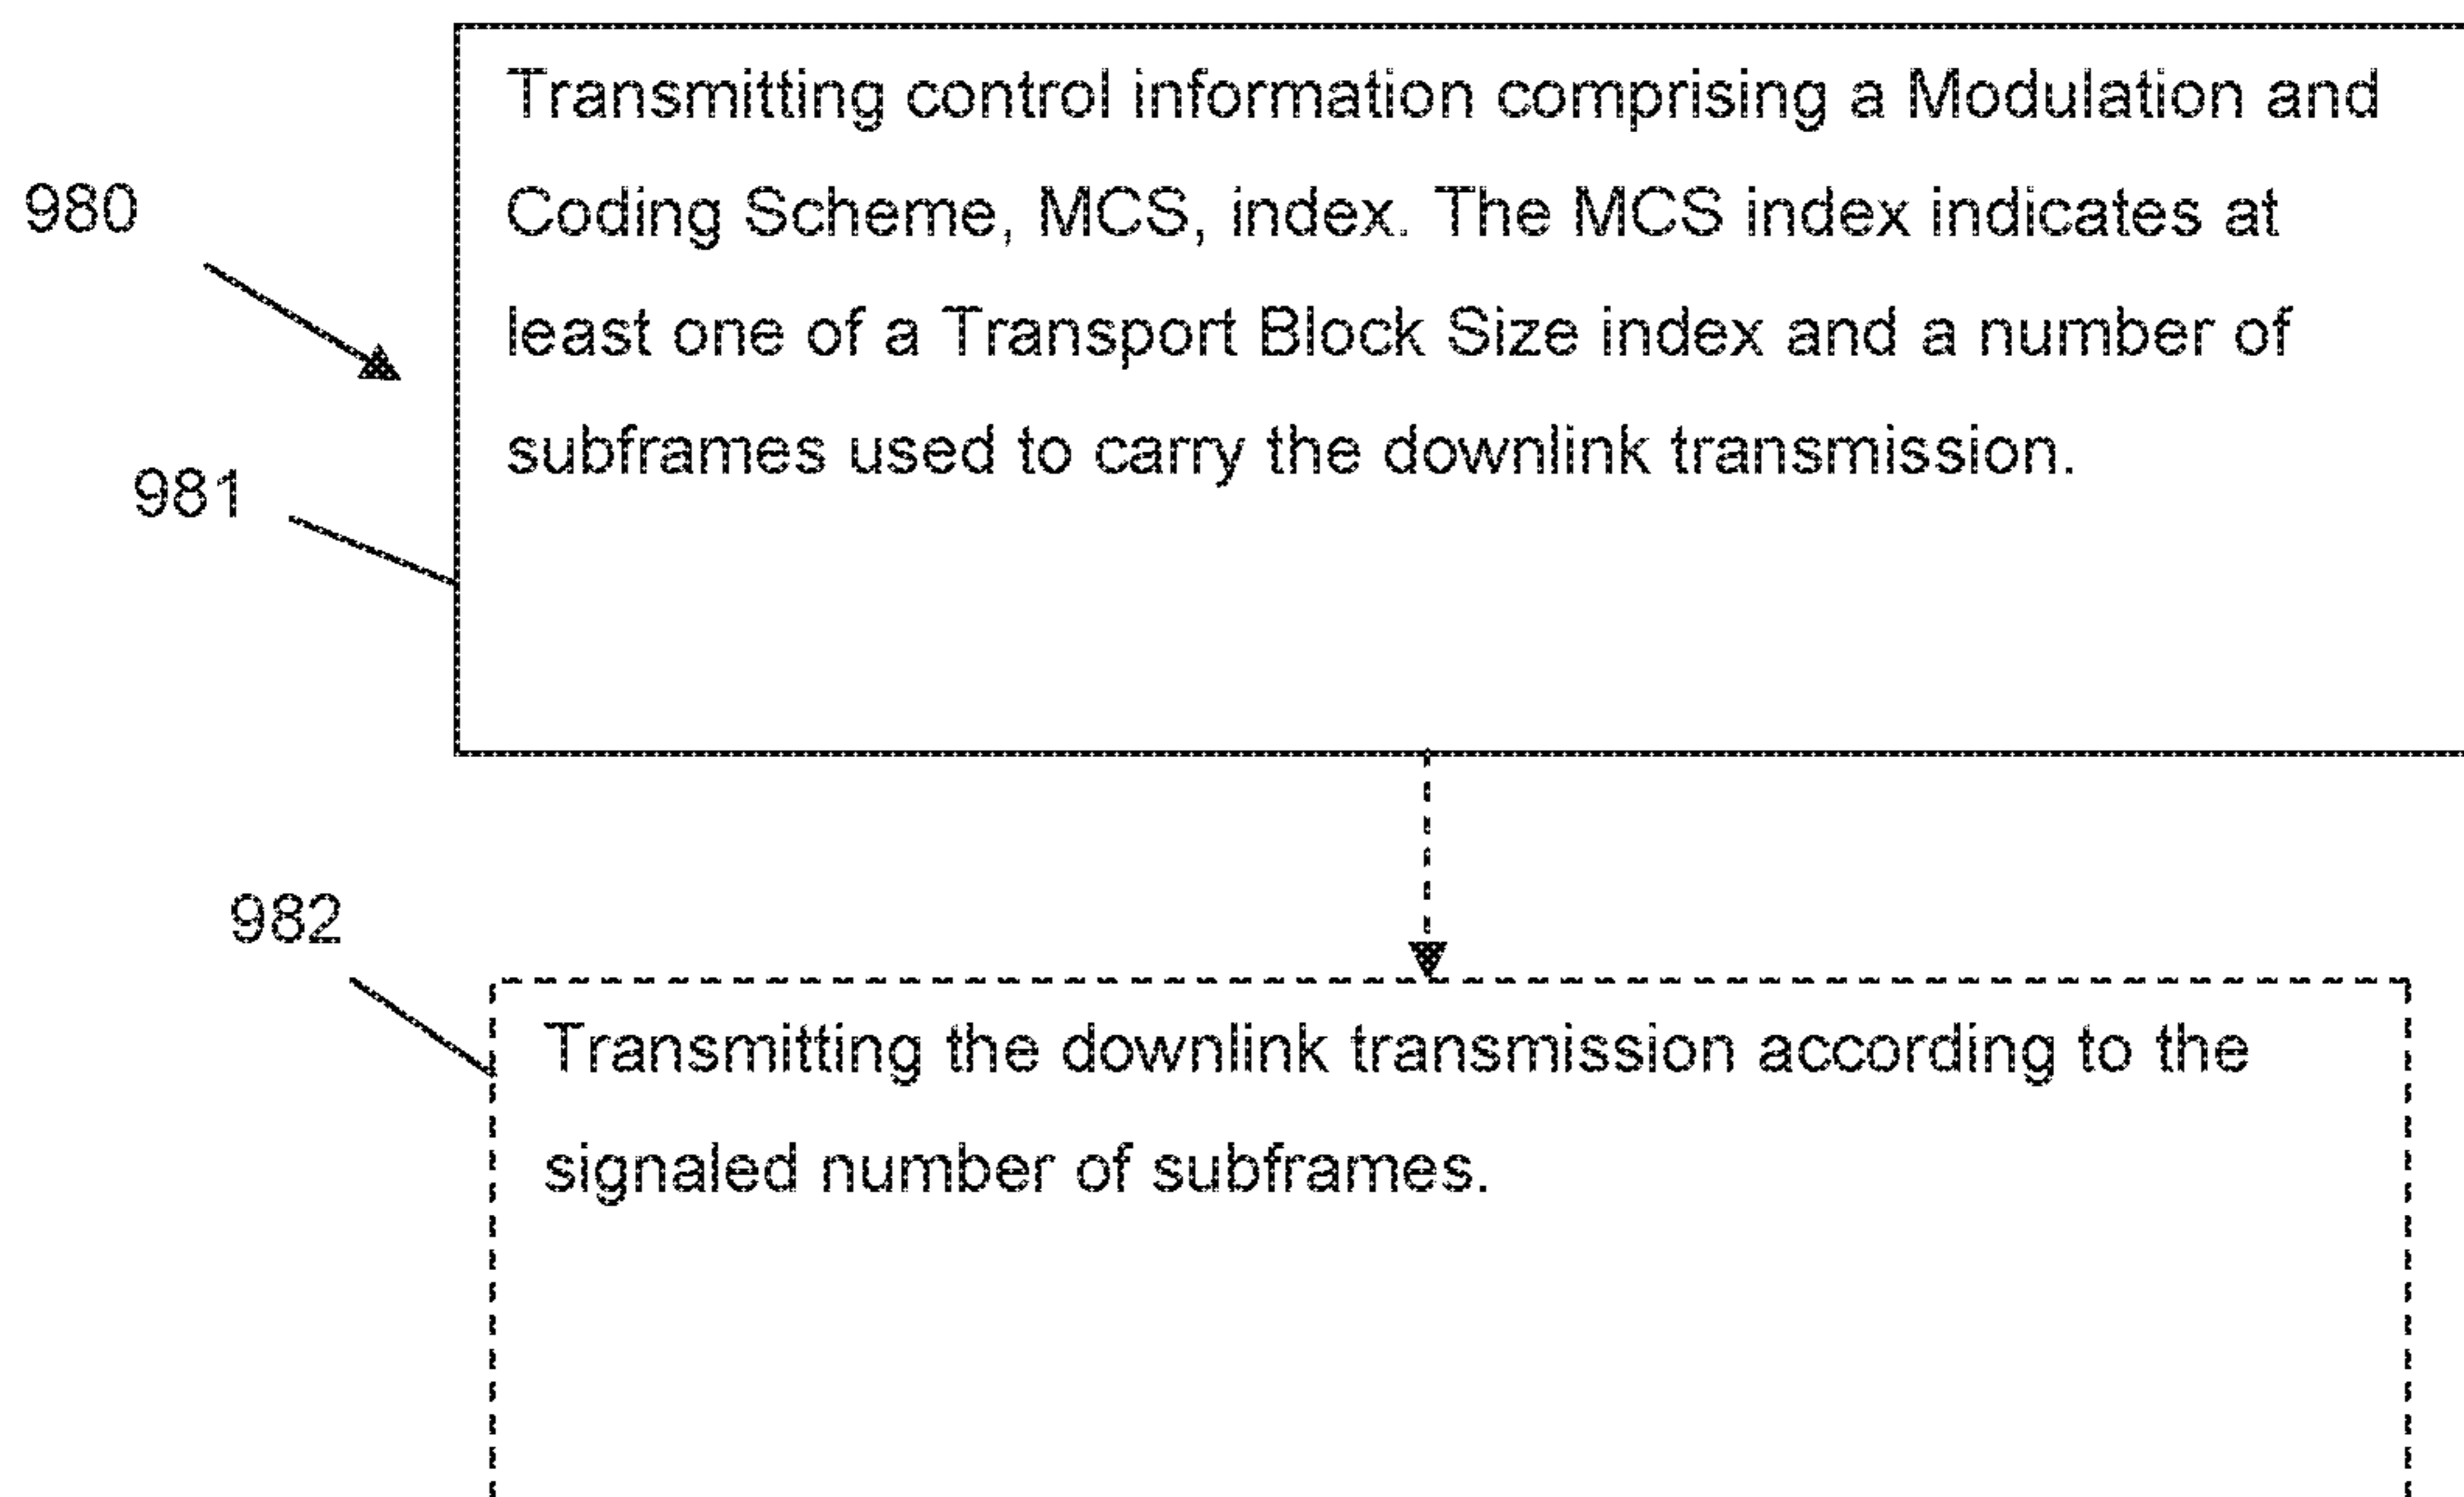 Transmitting control information comprising a Modulation and
980
Coding Scheme, MCS, index. The MCS index indicates at
least one of a Transport Block Size index and a number of
subframes used to carry the downlink transmission.
981
982
Transmitting the downlink transmission according to the
signaled number of subframes.